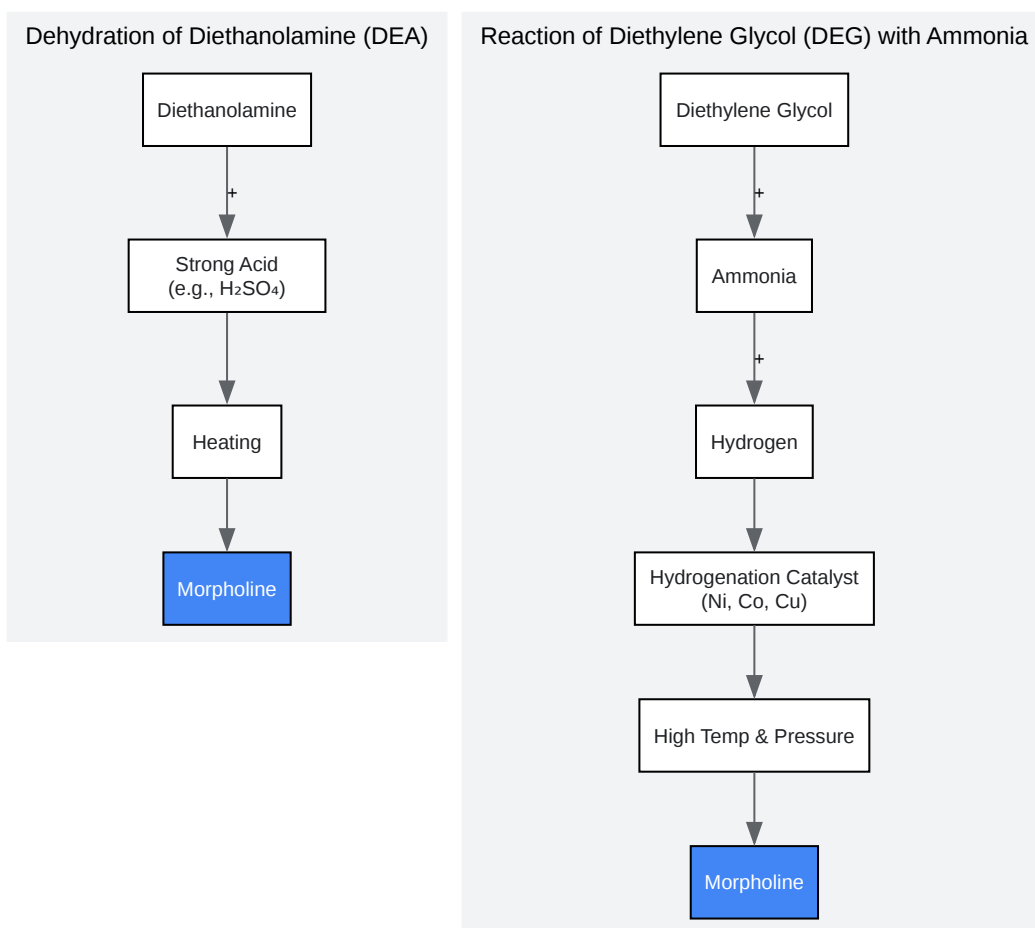 Dehydration of Diethanolamine (DEA)
Diethanolamine
+
Strong Acid
(e.g., H₂SO₄)
Heating
Morpholine
Reaction of Diethylene Glycol (DEG) with Ammonia
Diethylene Glycol
+
Ammonia
+
Hydrogen
Hydrogenation Catalyst
(Ni, Co, Cu)
High Temp & Pressure
Morpholine